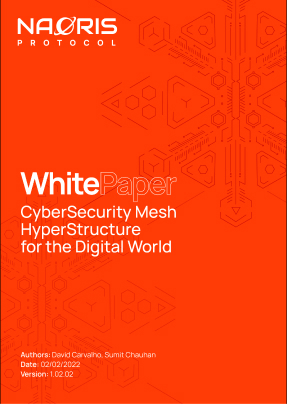 NAORIS
PROTOCOL
WhitePaper
CyberSecurity Mesh
HyperStructure
for the Digital World
Authors: David Carvalho, Sumit Chauhan
Date: 02/02/2022
Version: 1.02.02